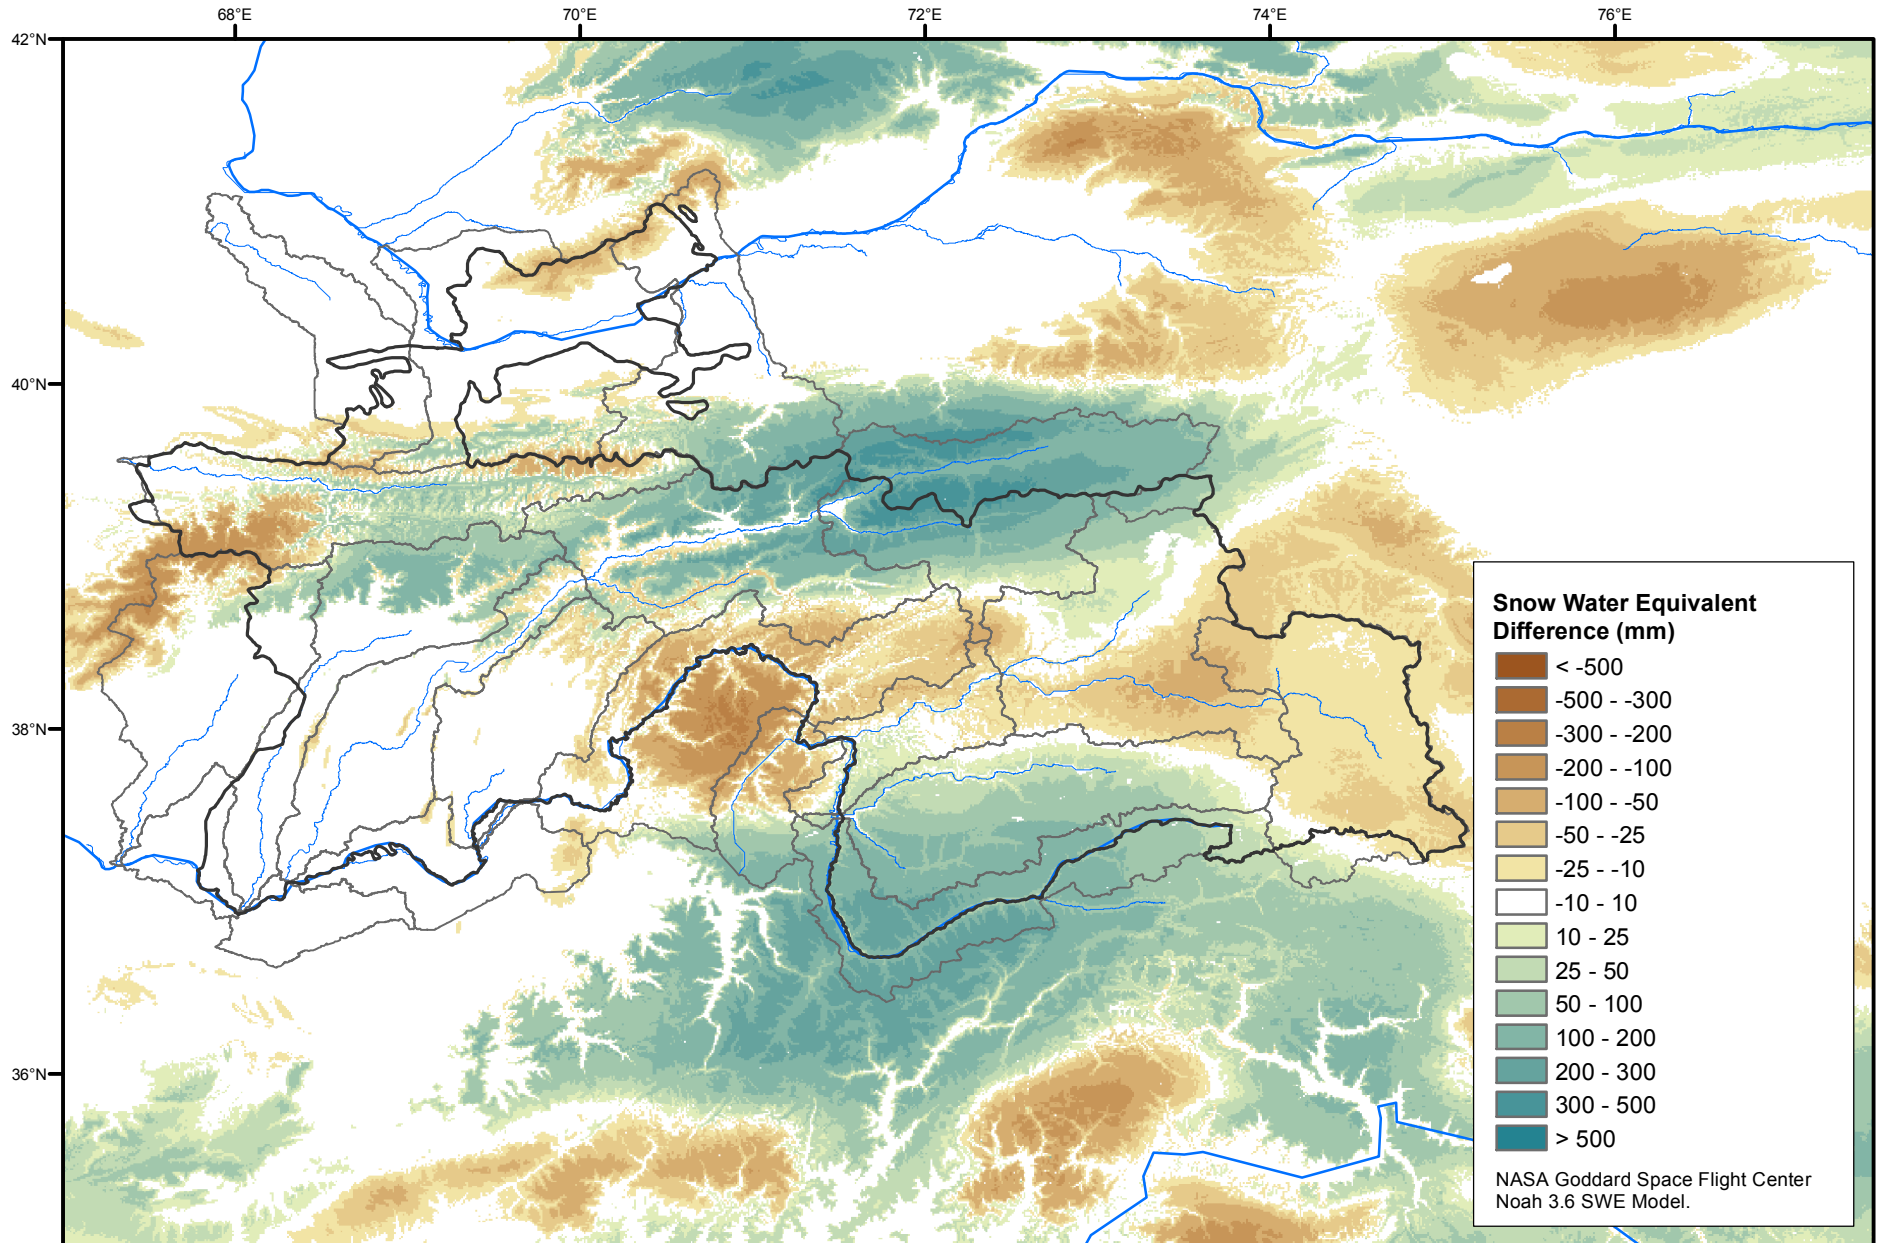 68°E 70°E 72°E 74°E 76°E
42°N
40°N
38°N
36°N
Snow Water Equivalent
Difference (mm)
< -500
-500 - -300
-300 - -200
-200 - -100
-100 - -50
-50 - -25
-25 - -10
-10 - 10
10 - 25
25 - 50
50 - 100
100 - 200
200 - 300
300 - 500
> 500
NASA Goddard Space Flight Center
Noah 3.6 SWE Model.